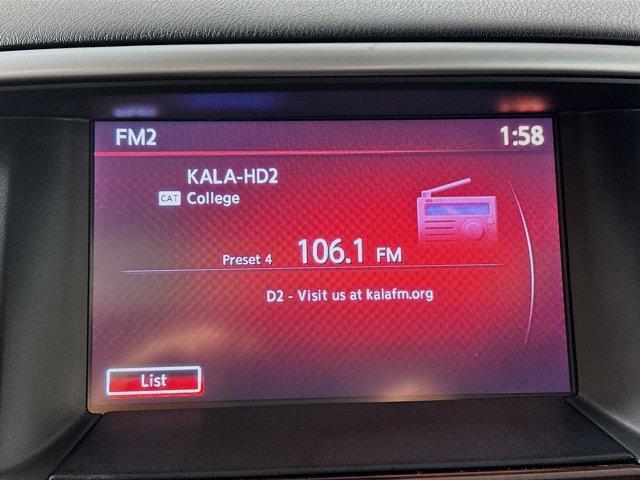 FM2 1:58
KALA-HD2
CAT College
Preset 4 106.1 FM
D2 - Visit us at kalafm.org
List